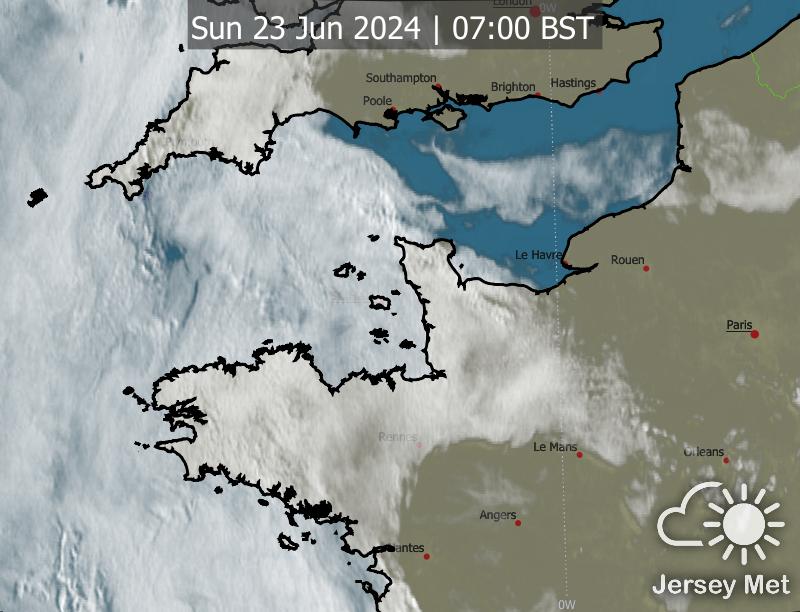 London
0W
Sun 23 Jun 2024 | 07:00 BST
Southampton
Brighton
Hastings
Poole
Le Havre
Rouen
Paris
Rennes
Le Mans
Orleans
Angers
Nantes
Jersey Met
0W